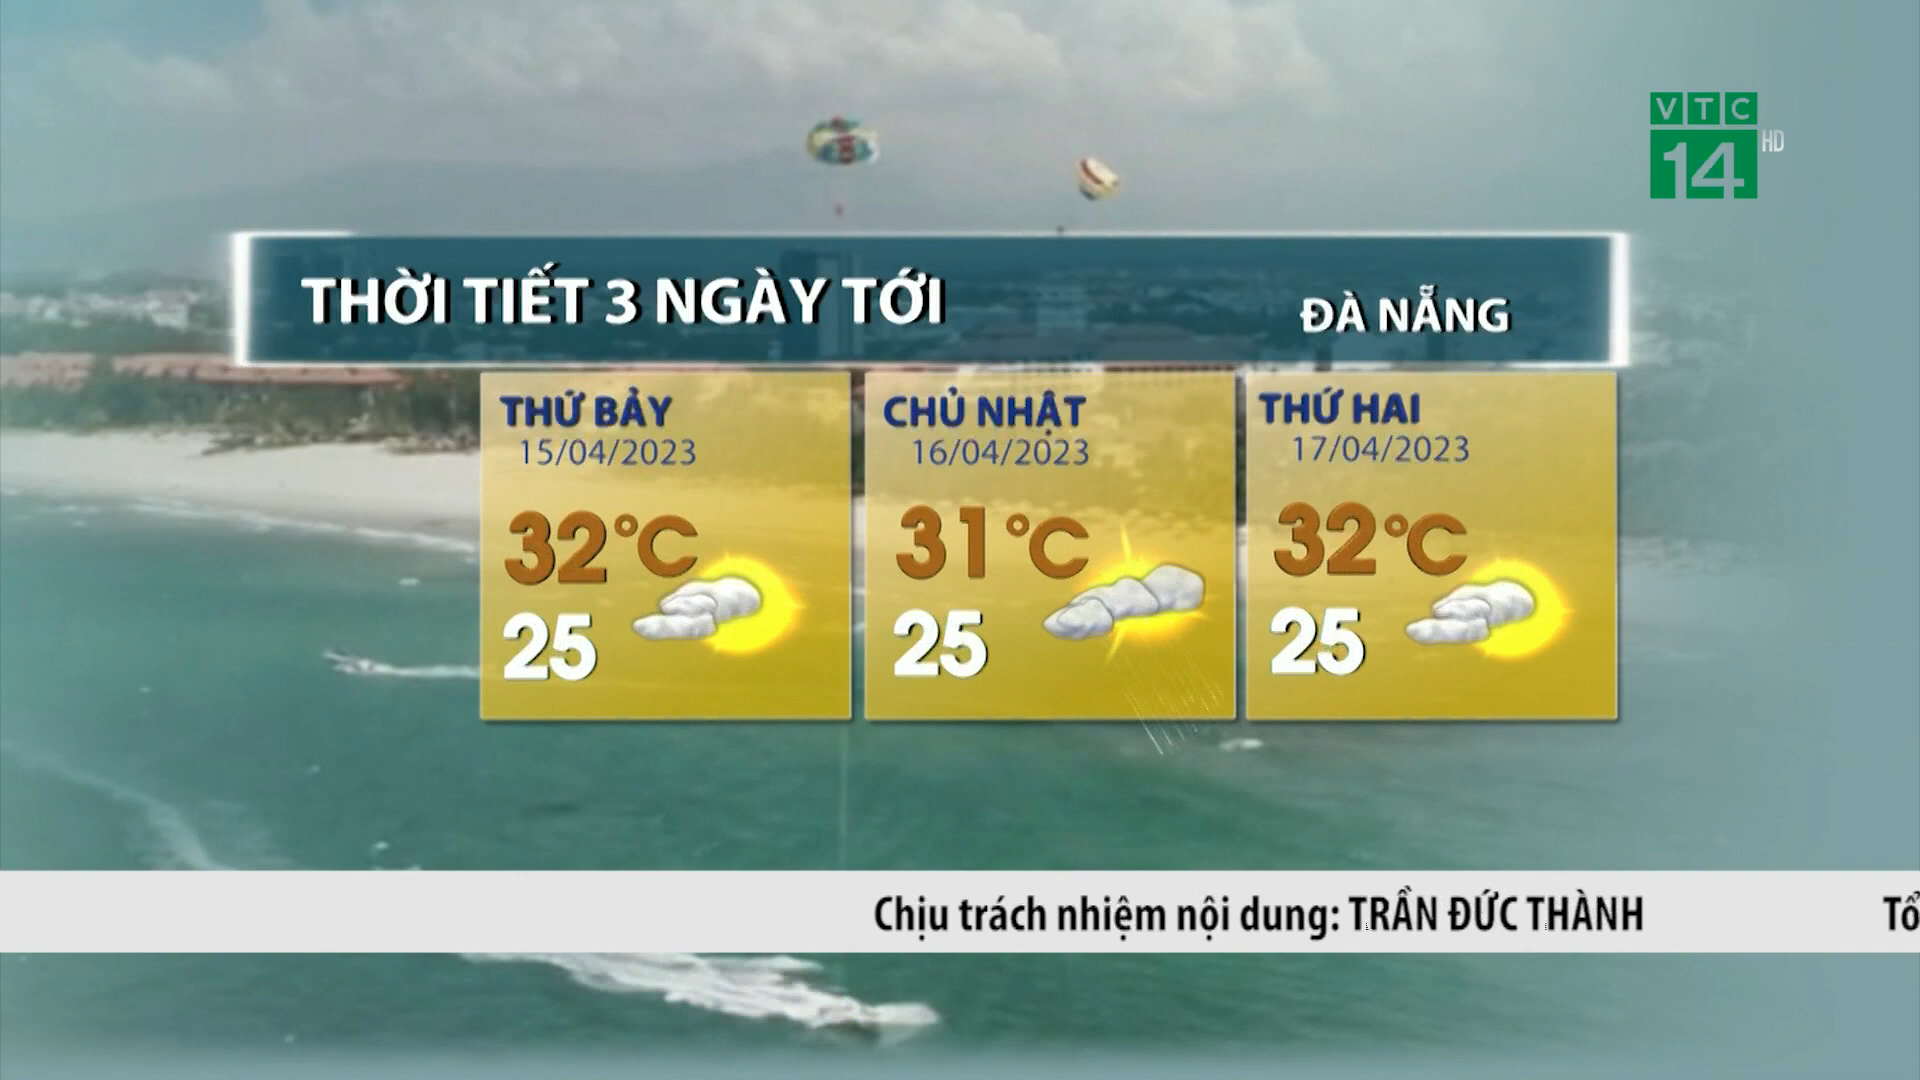 VTC
14 HD
THỜI TIẾT 3 NGÀY TỚI
ĐÀ NẴNG
THỨ BẢY
15/04/2023
32°C
25
CHỦ NHẬT
16/04/2023
31°C
25
THỨ HAI
17/04/2023
32°C
25
Chịu trách nhiệm nội dung: TRẦN ĐỨC THÀNH